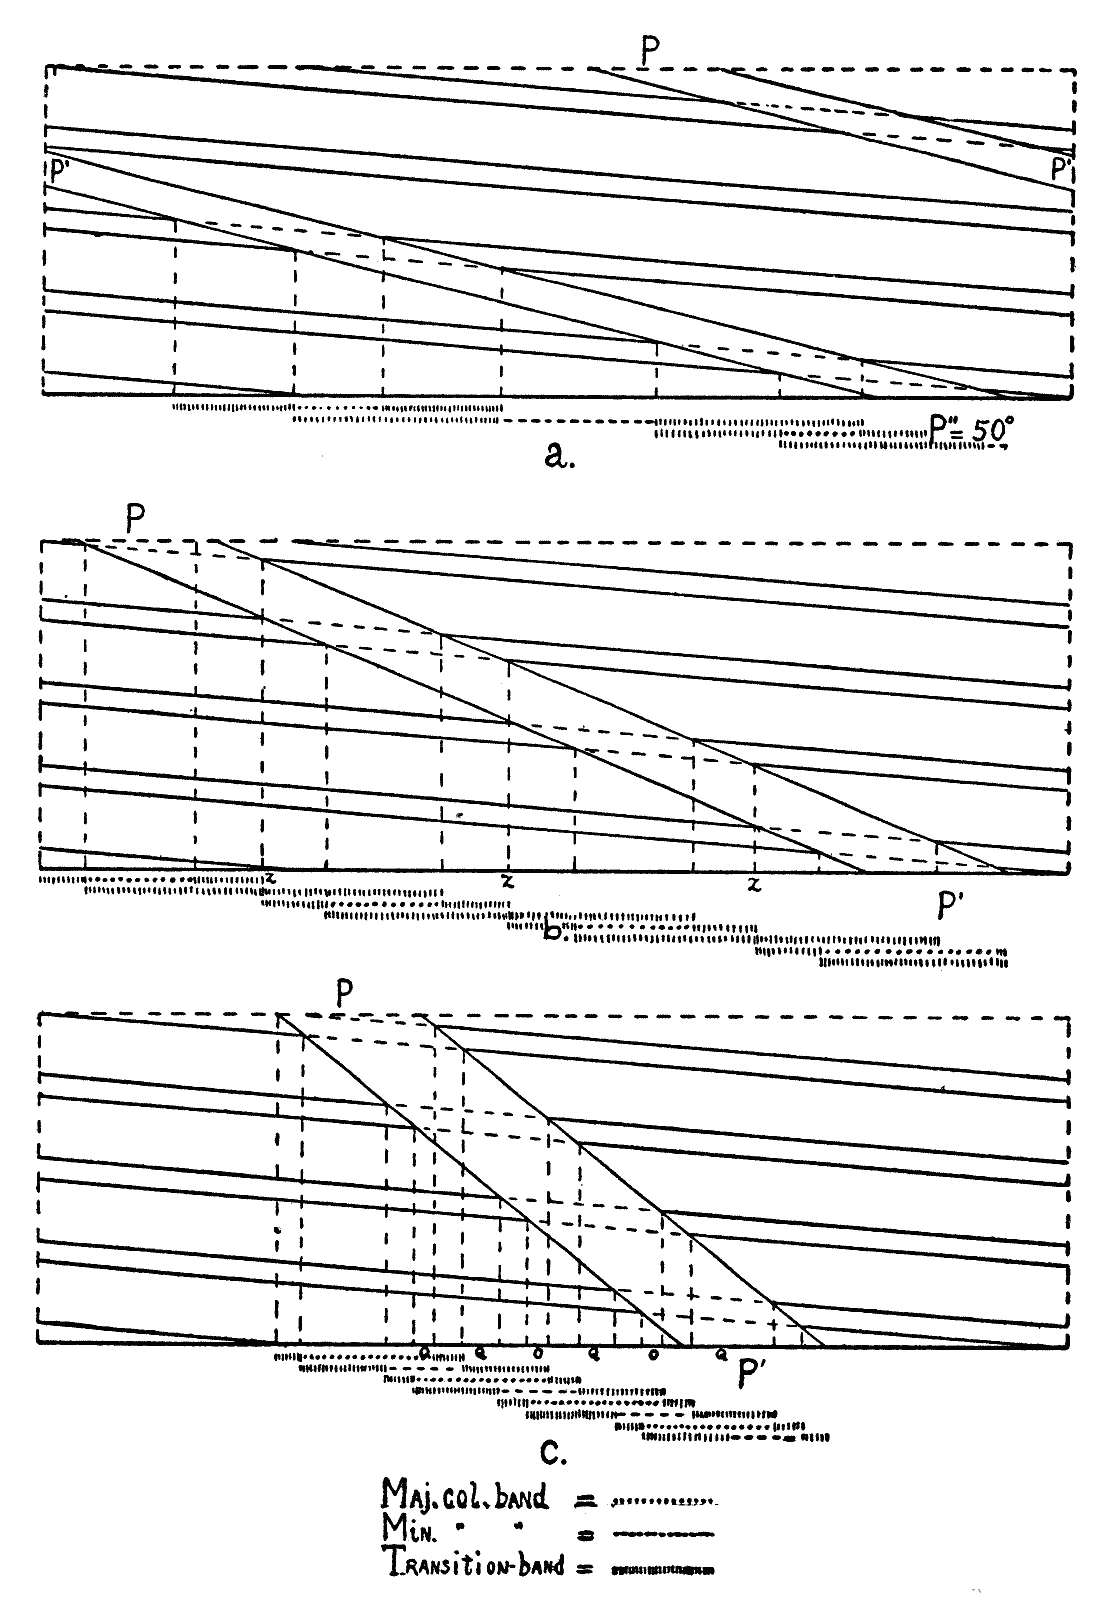 P
P' P'
P" = 50°
a.
P
z z z
P'
b.
P
a a o a o a
P'
c.
Maj. col. band =
Min. " " =
Transition-band =